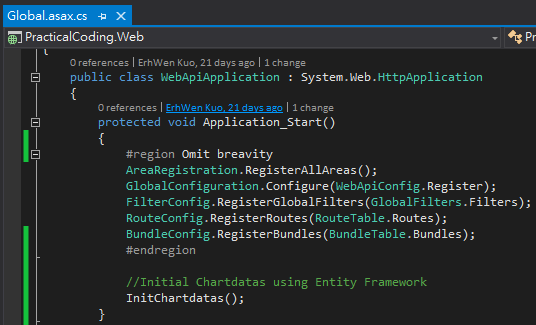 Global.asax.cs
PracticalCoding.Web
Pr
{
0 references | ErhWen Kuo, 21 days ago | 1 change
public class WebApiApplication : System.Web.HttpApplication
{
0 references | ErhWen Kuo, 21 days ago | 1 change
protected void Application_Start()
{
#region Omit breavity
AreaRegistration.RegisterAllAreas();
GlobalConfiguration.Configure(WebApiConfig.Register);
FilterConfig.RegisterGlobalFilters(GlobalFilters.Filters);
RouteConfig.RegisterRoutes(RouteTable.Routes);
BundleConfig.RegisterBundles(BundleTable.Bundles);
#endregion
//Initial Chartdatas using Entity Framework
InitChartdatas();
}